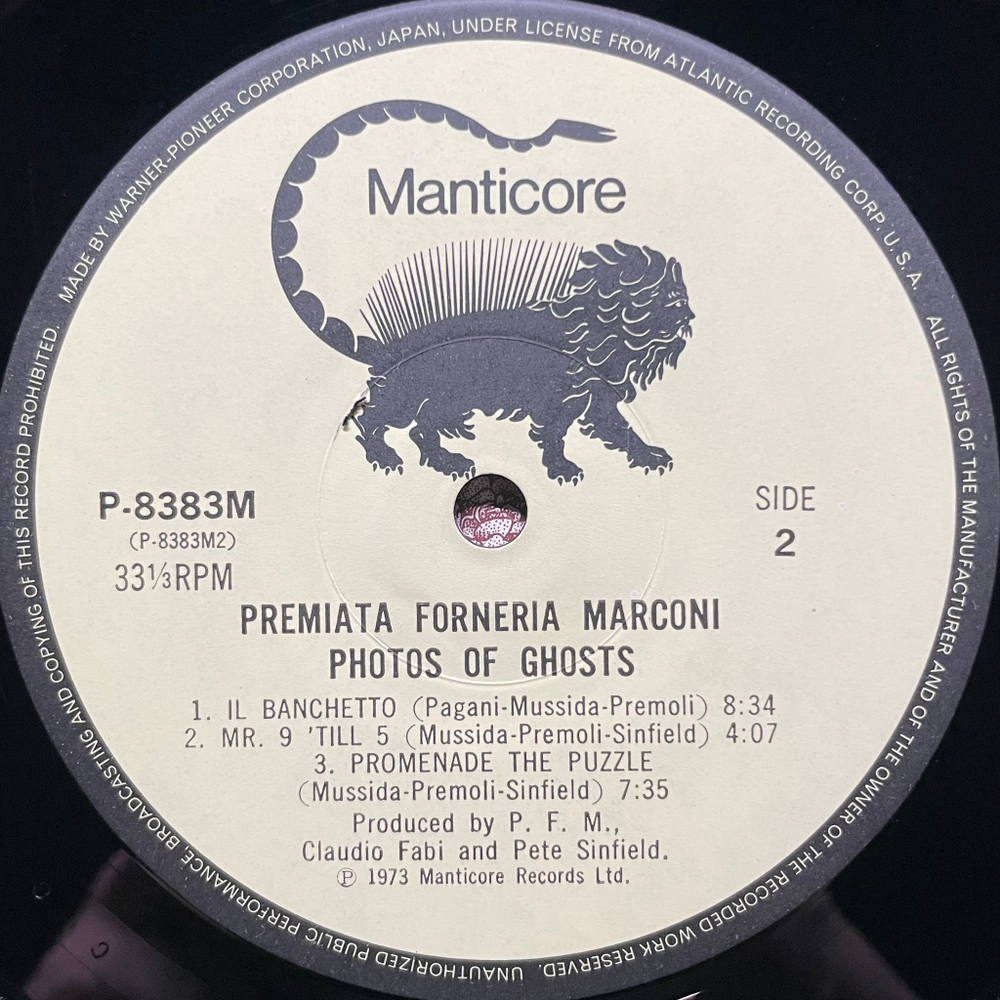 MADE BY WARNER-PIONEER CORPORATION, JAPAN, UNDER LICENSE FROM ATLANTIC RECORDING CORP. U.S.A. ALL RIGHTS OF THE MANUFACTURER AND OF THE OWNER OF THE RECORDED WORK RESERVED. UNAUTHORIZED PUBLIC PERFORMANCE, BROADCASTING AND COPYING OF THIS RECORD PROHIBITED.
Manticore
P-8383M
(P-8383M2)
33⅓RPM
SIDE
2
PREMIATA FORNERIA MARCONI
PHOTOS OF GHOSTS
1. IL BANCHETTO (Pagani-Mussida-Premoli) 8:34
2. MR. 9 'TILL 5 (Mussida-Premoli-Sinfield) 4:07
3. PROMENADE THE PUZZLE
(Mussida-Premoli-Sinfield) 7:35
Produced by P. F. M.,
Claudio Fabi and Pete Sinfield.
℗ 1973 Manticore Records Ltd.